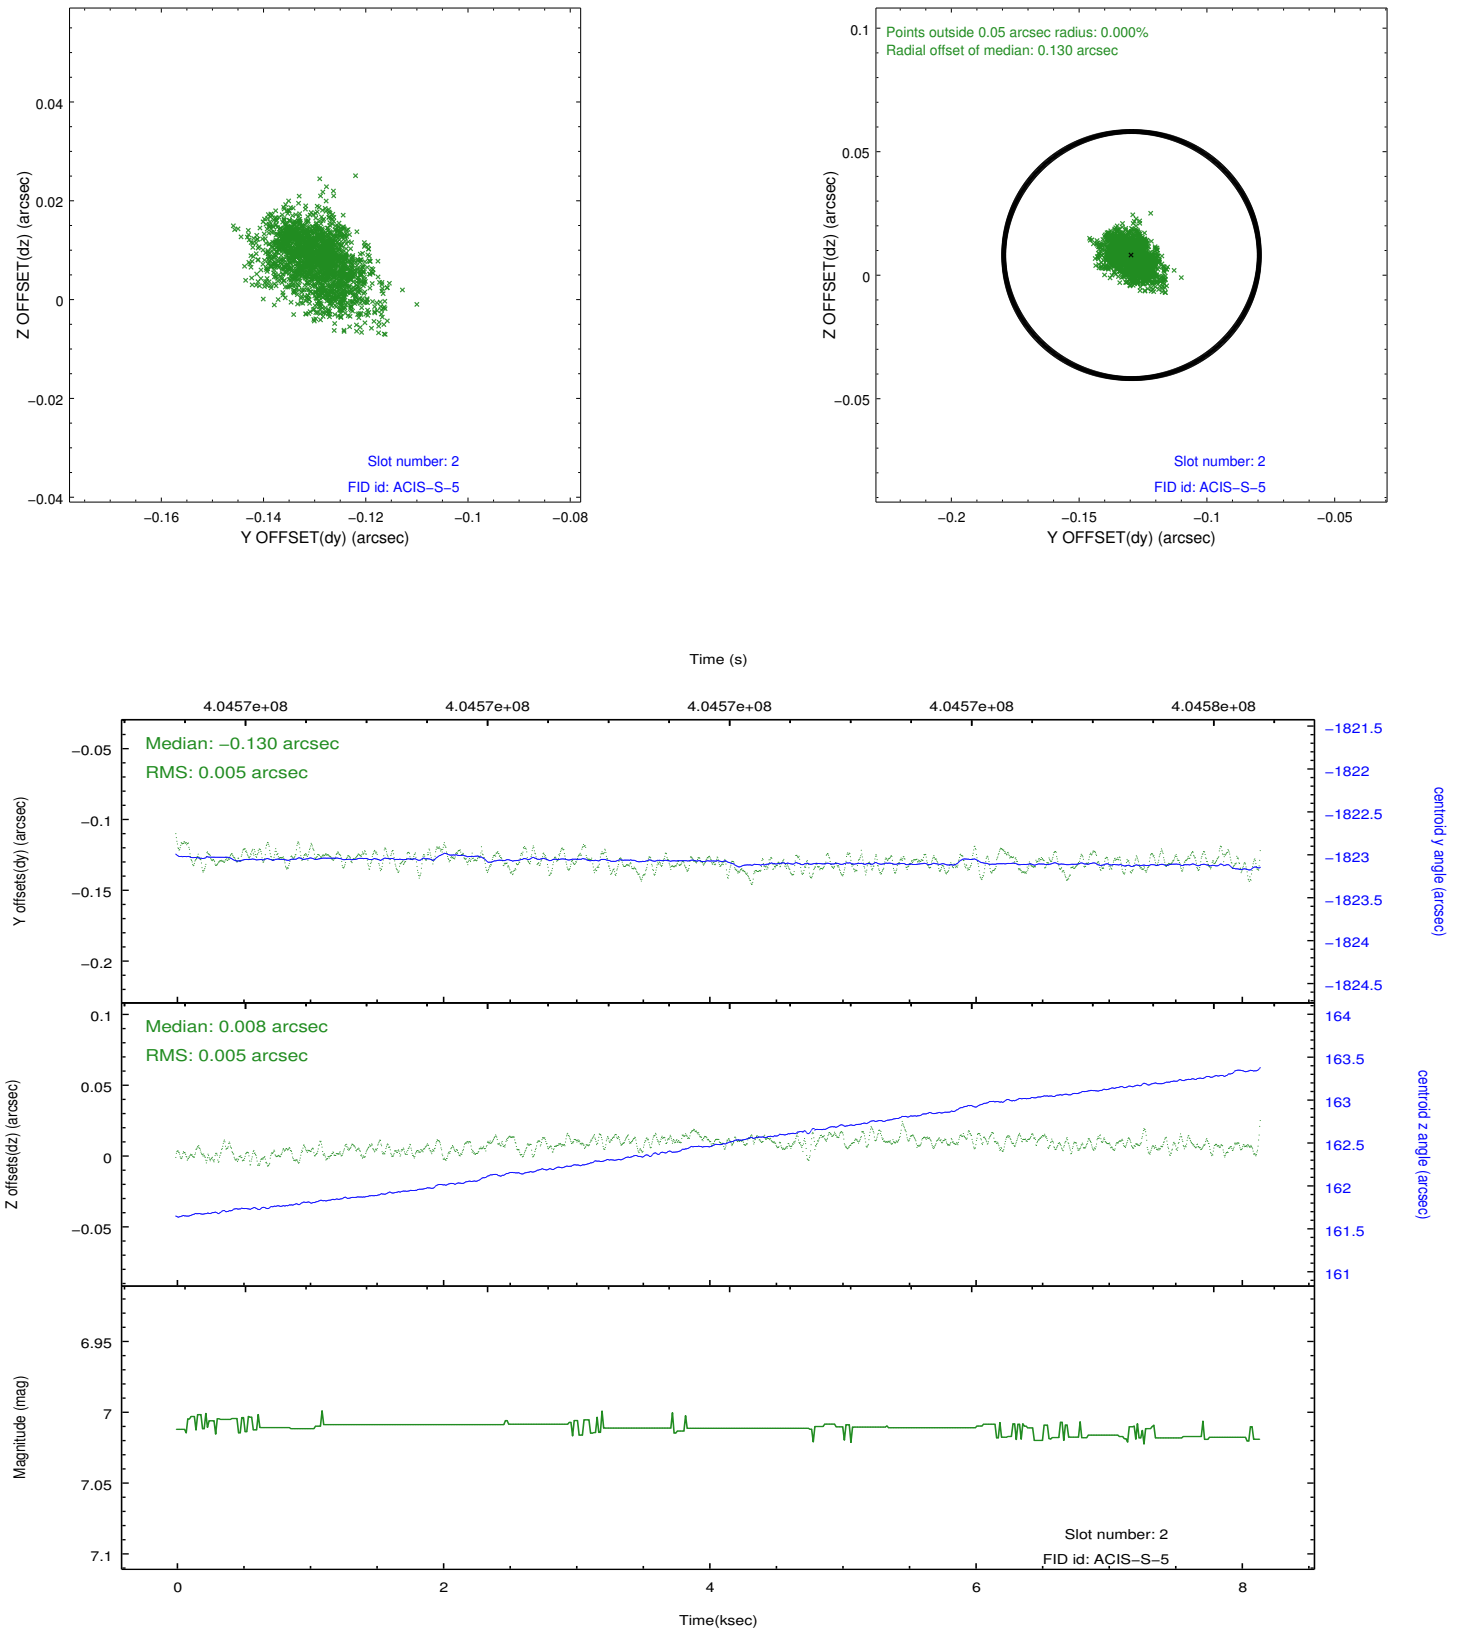 0.04
0.02
0
−0.02
−0.04
Z OFFSET(dz) (arcsec)
Slot number: 2
FID id: ACIS−S−5
−0.16
−0.14
−0.12
−0.1
−0.08
Y OFFSET(dy) (arcsec)
Points outside 0.05 arcsec radius: 0.000%
Radial offset of median: 0.130 arcsec
0.1
0.05
0
−0.05
Z OFFSET(dz) (arcsec)
Slot number: 2
FID id: ACIS−S−5
−0.2
−0.15
−0.1
−0.05
Y OFFSET(dy) (arcsec)
Time (s)
4.0457e+08
4.0457e+08
4.0457e+08
4.0457e+08
4.0458e+08
Median: −0.130 arcsec
RMS: 0.005 arcsec
−0.05
−0.1
−0.15
−0.2
Y offsets(dy) (arcsec)
−1821.5
−1822
−1822.5
−1823
−1823.5
−1824
−1824.5
centroid y angle (arcsec)
Median: 0.008 arcsec
RMS: 0.005 arcsec
0.1
0.05
0
−0.05
Z offsets(dz) (arcsec)
164
163.5
163
162.5
162
161.5
161
centroid z angle (arcsec)
6.95
7
7.05
7.1
Magnitude (mag)
Slot number: 2
FID id: ACIS−S−5
0
2
4
6
8
Time(ksec)